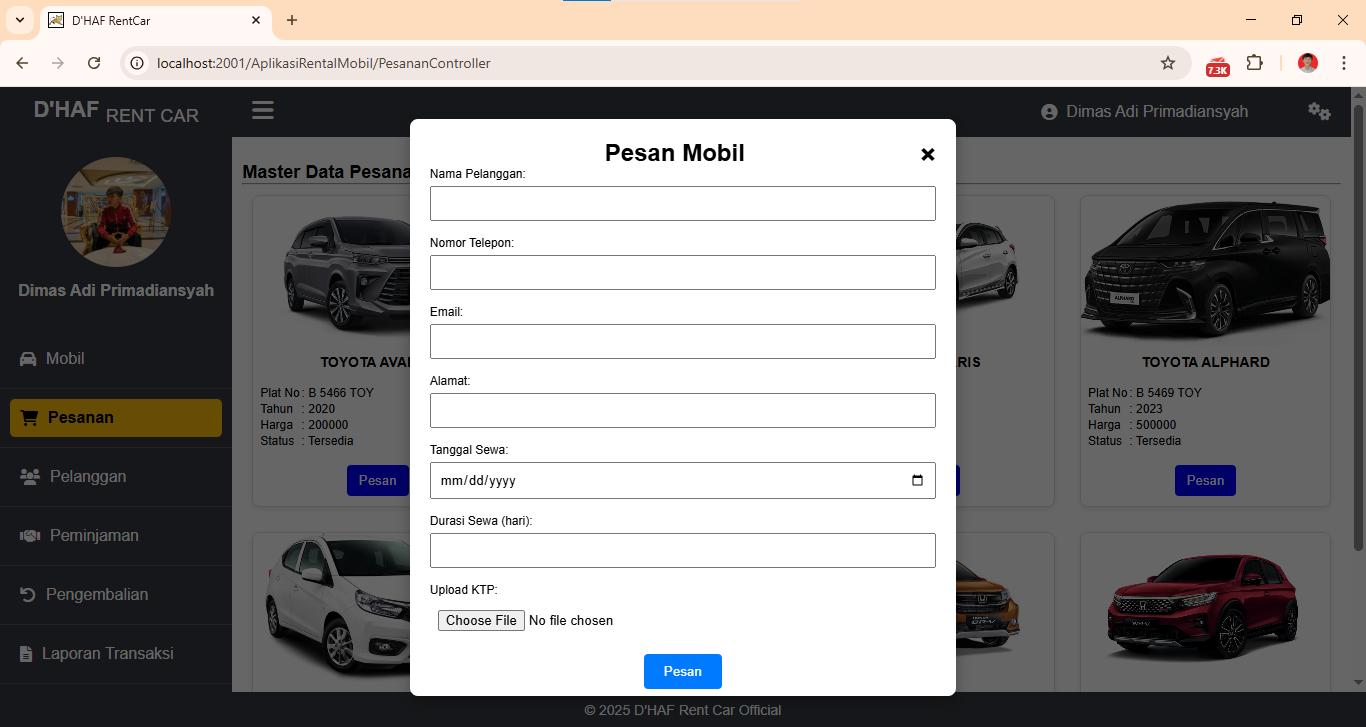 D'HAF RentCar
localhost:2001/AplikasiRentalMobil/PesananController
7.3K
D'HAF RENT CAR
Dimas Adi Primadiansyah
Dimas Adi Primadiansyah
Mobil
Pesanan
Pelanggan
Peminjaman
Pengembalian
Laporan Transaksi
Master Data Pesana
TOYOTA AVA
Plat No : B 5466 TOY
Tahun : 2020
Harga : 200000
Status : Tersedia
Pesan
RIS
TOYOTA ALPHARD
Plat No : B 5469 TOY
Tahun : 2023
Harga : 500000
Status : Tersedia
Pesan
Pesan Mobil
Nama Pelanggan:
Nomor Telepon:
Email:
Alamat:
Tanggal Sewa:
mm/dd/yyyy
Durasi Sewa (hari):
Upload KTP:
Choose File No file chosen
Pesan
© 2025 D'HAF Rent Car Official